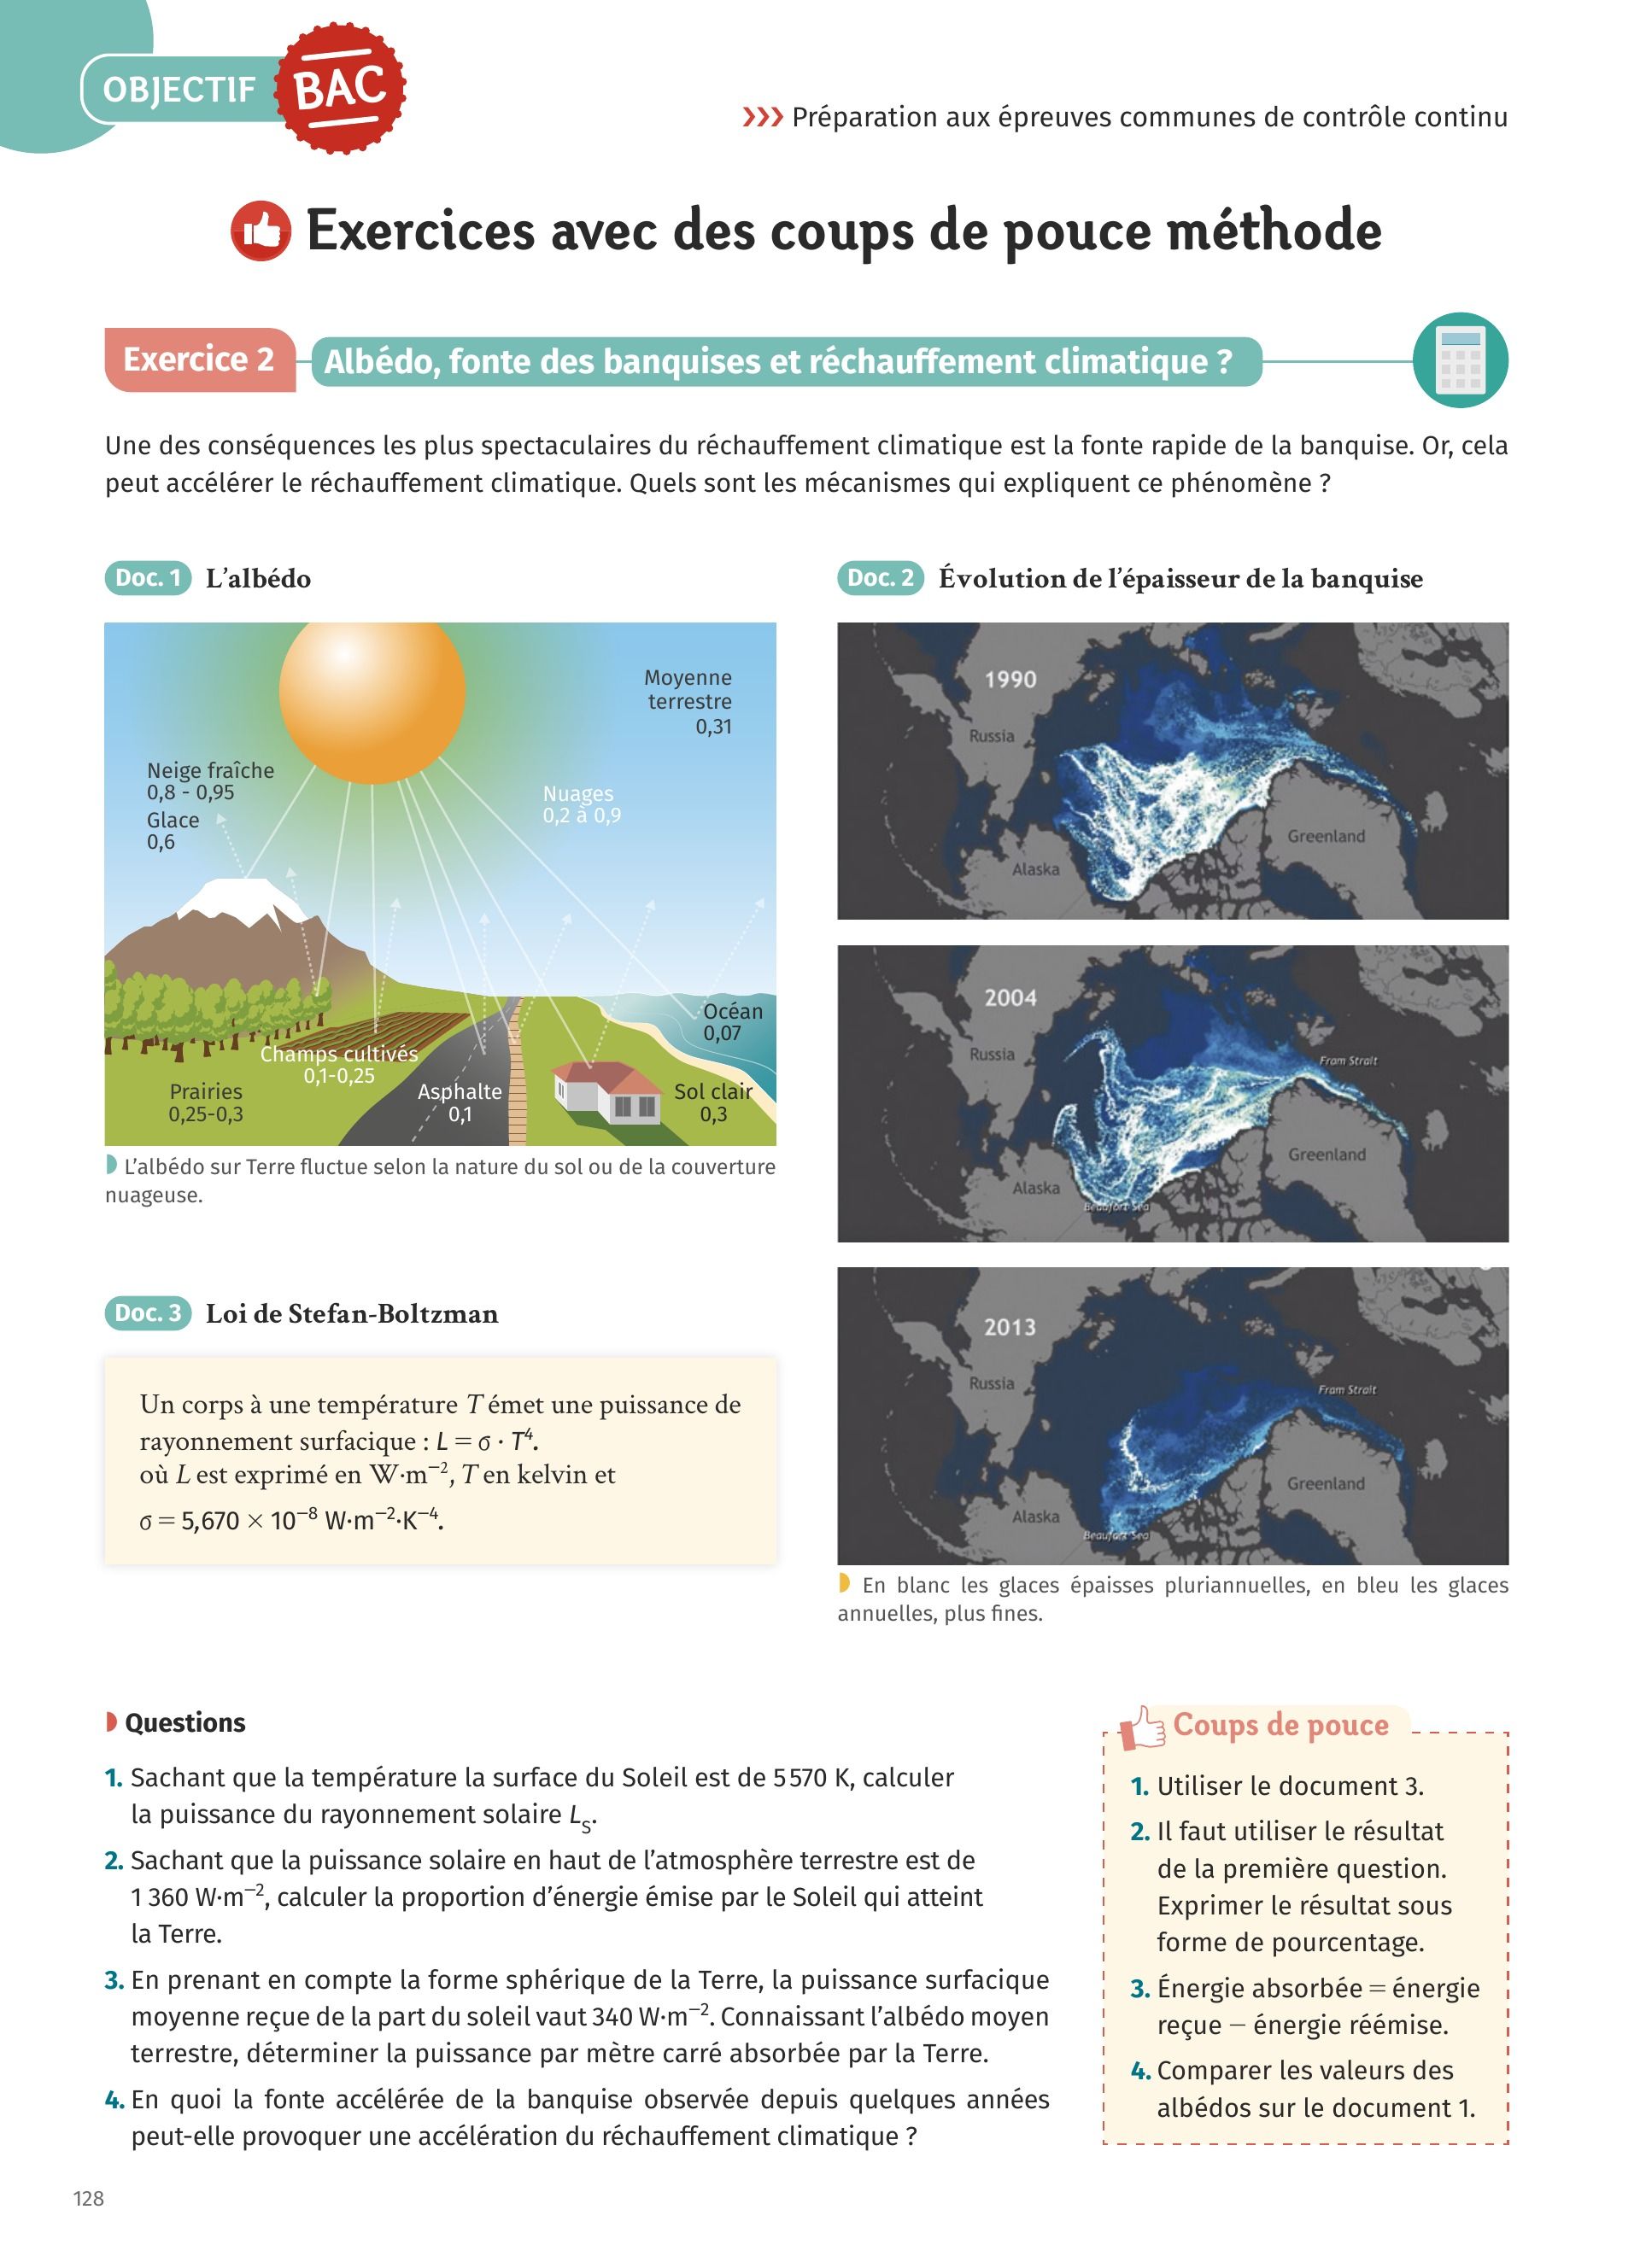 OBJECTIF BAC
>>> Préparation aux épreuves communes de contrôle continu
Exercices avec des coups de pouce méthode
Exercice 2
Albédo, fonte des banquises et réchauffement climatique ?
Une des conséquences les plus spectaculaires du réchauffement climatique est la fonte rapide de la banquise. Or, cela
peut accélérer le réchauffement climatique. Quels sont les mécanismes qui expliquent ce phénomène ?
Doc. 1 L’albédo
Moyenne
terrestre
0,31
Neige fraîche
0,8 - 0,95
Glace
0,6
Nuages
0,2 à 0,9
Océan
0,07
Champs cultivés
0,1-0,25
Prairies
0,25-0,3
Asphalte
0,1
Sol clair
0,3
L’albédo sur Terre fluctue selon la nature du sol ou de la couverture
nuageuse.
Doc. 3 Loi de Stefan-Boltzman
Un corps à une température T émet une puissance de
rayonnement surfacique : L = σ · T⁴.
où L est exprimé en W·m⁻², T en kelvin et
σ = 5,670 × 10⁻⁸ W·m⁻²·K⁻⁴.
Doc. 2 Évolution de l’épaisseur de la banquise
1990
Russia
Greenland
Alaska
2004
Russia
Fram Strait
Greenland
Alaska
Beaufort Sea
2013
Russia
Fram Strait
Greenland
Alaska
Beaufort Sea
En blanc les glaces épaisses pluriannuelles, en bleu les glaces
annuelles, plus fines.
Questions
1. Sachant que la température la surface du Soleil est de 5 570 K, calculer
la puissance du rayonnement solaire Lₛ.
2. Sachant que la puissance solaire en haut de l’atmosphère terrestre est de
1 360 W·m⁻², calculer la proportion d’énergie émise par le Soleil qui atteint
la Terre.
3. En prenant en compte la forme sphérique de la Terre, la puissance surfacique
moyenne reçue de la part du soleil vaut 340 W·m⁻². Connaissant l’albédo moyen
terrestre, déterminer la puissance par mètre carré absorbée par la Terre.
4. En quoi la fonte accélérée de la banquise observée depuis quelques années
peut-elle provoquer une accélération du réchauffement climatique ?
Coups de pouce
1. Utiliser le document 3.
2. Il faut utiliser le résultat
de la première question.
Exprimer le résultat sous
forme de pourcentage.
3. Énergie absorbée = énergie
reçue − énergie réémise.
4. Comparer les valeurs des
albédos sur le document 1.
128